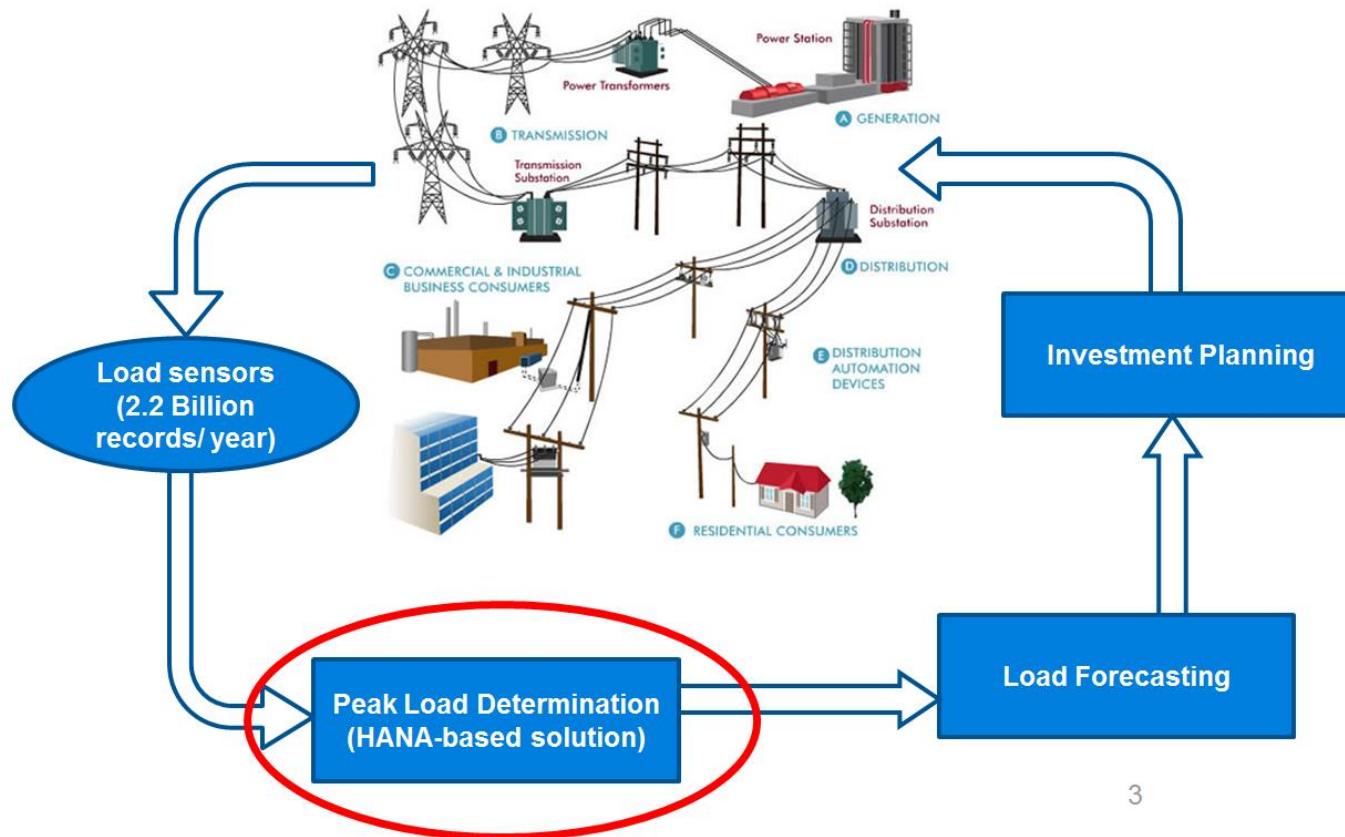 Power Station
Power Transformers
A GENERATION
B TRANSMISSION
Transmission
Substation
Distribution
Substation
C COMMERCIAL & INDUSTRIAL
BUSINESS CONSUMERS
D DISTRIBUTION
E DISTRIBUTION
AUTOMATION
DEVICES
F RESIDENTIAL CONSUMERS
Load sensors
(2.2 Billion
records/ year)
Peak Load Determination
(HANA-based solution)
Load Forecasting
Investment Planning
3